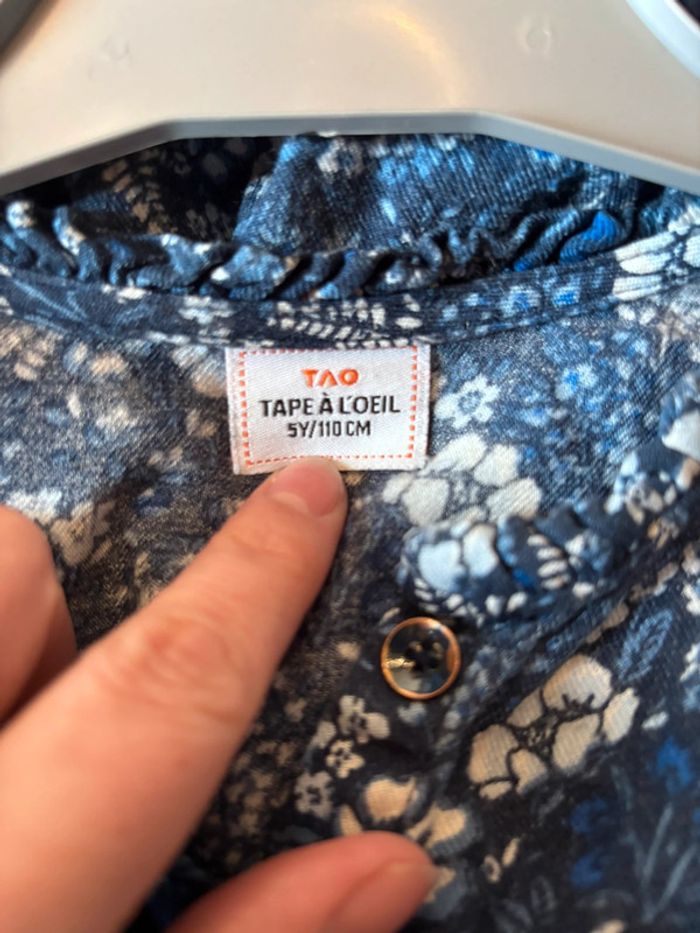 TAO
TAPE À L'OEIL
5Y/110 CM